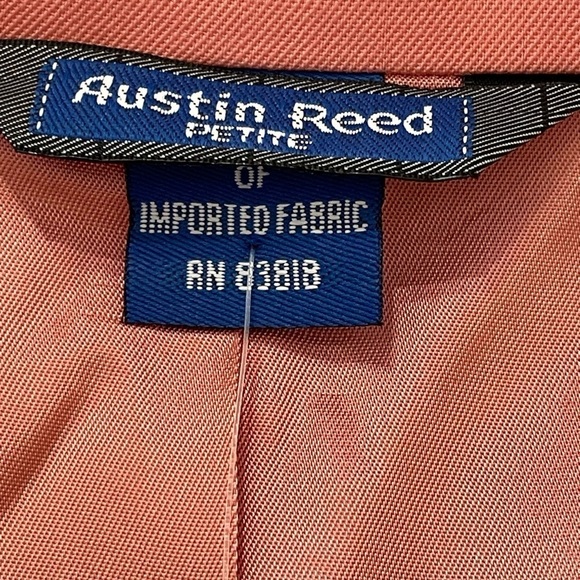 Austin Reed
PETITE
OF
IMPORTED FABRIC
RN 83818